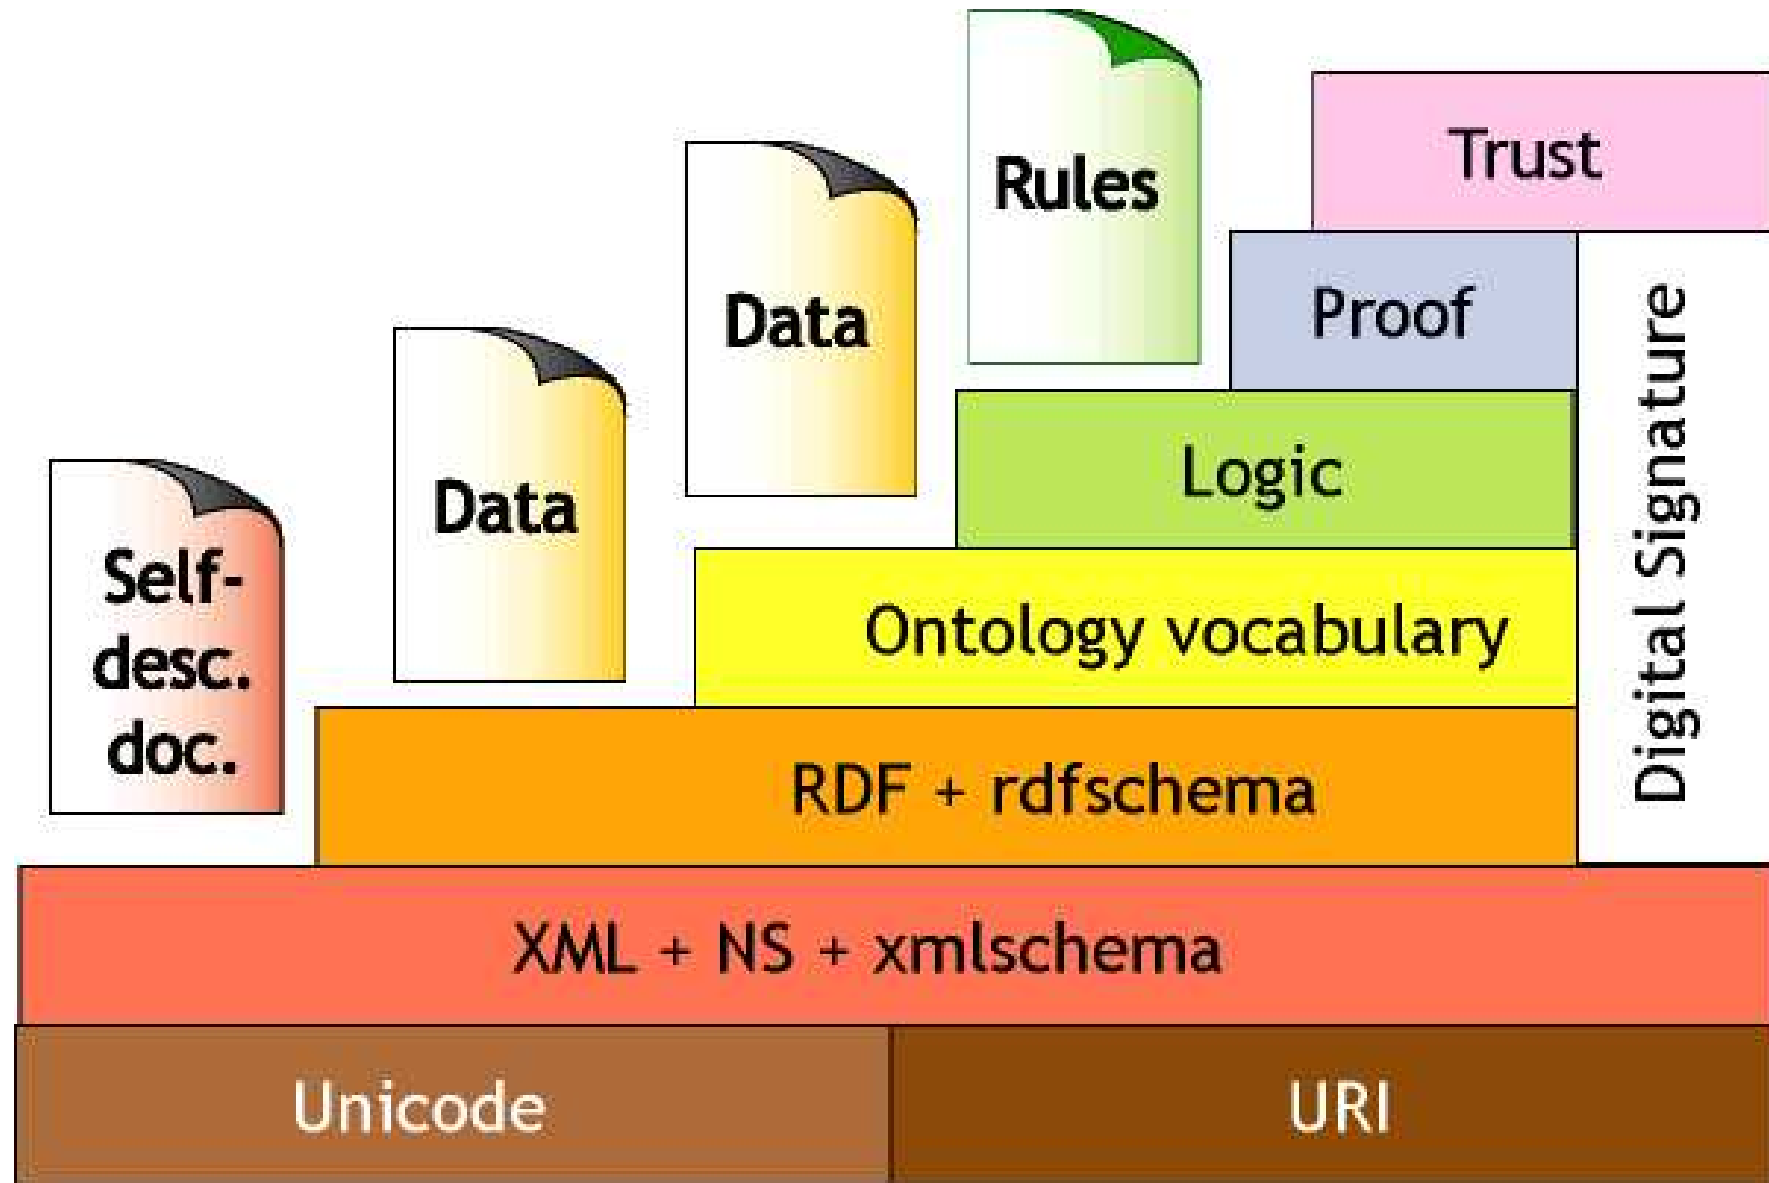 Rules
Trust
Data
Proof
Data
Logic
Self-
desc.
doc.
Ontology vocabulary
Digital Signature
RDF + rdfschema
XML + NS + xmlschema
Unicode
URI